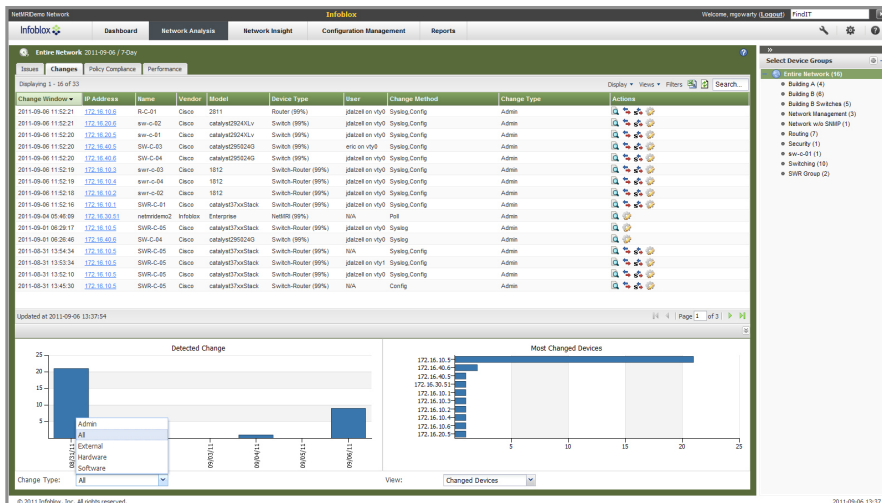 NetMRIDemo Network Infoblox Welcome, mgswarty (Logout) FindIT
Infoblox Dashboard Network Analysis Network Insight Configuration Management Reports
Entire Network 2011-09-06 / 7-Day
Issues Changes Policy Compliance Performance
Displaying 1 - 16 of 33 Display Views Filters Search...
Change Window IP Address Name Vendor Model Device Type User Change Method Change Type Actions
2011-09-06 11:52:21 172.16.10.6 R-C-01 Cisco 2811 Router (99%) jdalzell on vty0 Syslog,Config Admin
2011-09-06 11:52:21 172.16.20.6 sw-c-02 Cisco catalyst2924XLv Switch (99%) jdalzell on vty0 Syslog,Config Admin
2011-09-06 11:52:20 172.16.20.5 sw-c-01 Cisco catalyst2924XLv Switch (99%) jdalzell on vty0 Syslog,Config Admin
2011-09-06 11:52:20 172.16.40.5 SW-C-03 Cisco catalyst295024G Switch (99%) eric on vty0 Syslog,Config Admin
2011-09-06 11:52:20 172.16.40.6 SW-C-04 Cisco catalyst295024G Switch (99%) jdalzell on vty0 Syslog,Config Admin
2011-09-06 11:52:19 172.16.10.3 swr-c-03 Cisco 1812 Switch-Router (99%) jdalzell on vty0 Syslog,Config Admin
2011-09-06 11:52:19 172.16.10.4 swr-c-04 Cisco 1812 Switch-Router (99%) jdalzell on vty0 Syslog,Config Admin
2011-09-06 11:52:18 172.16.10.2 swr-c-02 Cisco 1812 Switch-Router (99%) jdalzell on vty0 Syslog,Config Admin
2011-09-06 11:52:16 172.16.10.1 SWR-C-01 Cisco catalyst37xxStack Switch-Router (99%) jdalzell on vty0 Syslog,Config Admin
2011-09-04 05:46:09 172.16.30.51 netmridemo2 Infoblox Enterprise NetMRI (99%) N/A Poll Admin
2011-09-01 06:29:17 172.16.10.5 SWR-C-05 Cisco catalyst37xxStack Switch-Router (99%) jdalzell on vty0 Syslog Admin
2011-09-01 06:26:46 172.16.40.6 SW-C-04 Cisco catalyst295024G Switch (99%) jdalzell on vty0 Syslog Admin
2011-08-31 13:54:34 172.16.10.5 SWR-C-05 Cisco catalyst37xxStack Switch-Router (99%) N/A Syslog,Config Admin
2011-08-31 13:53:34 172.16.10.5 SWR-C-05 Cisco catalyst37xxStack Switch-Router (99%) jdalzell on vty1 Syslog,Config Admin
2011-08-31 13:52:10 172.16.10.5 SWR-C-05 Cisco catalyst37xxStack Switch-Router (99%) jdalzell on vty0 Syslog,Config Admin
2011-08-31 13:45:30 172.16.10.5 SWR-C-05 Cisco catalyst37xxStack Switch-Router (99%) N/A Config Admin
Updated at 2011-09-06 13:37:54 Page 1 of 3
Select Device Groups
Entire Network (16)
Building A (4)
Building B (6)
Building B Switches (5)
Network Management (3)
Network w/o SNMP (1)
Routing (7)
Security (1)
sw-c-01 (1)
Switching (10)
SWR Group (2)
Detected Change
25
20
15
10
5
08/31/11 09/03/11 09/04/11 09/05/11 09/06/11
Admin
All
External
Hardware
Software
Change Type: All
Most Changed Devices
172.16.10.5
172.16.40.6
172.16.40.5
172.16.30.51
172.16.10.1
172.16.10.3
172.16.10.2
172.16.10.4
172.16.10.6
172.16.20.5
5 10 15 20 25
View: Changed Devices
© 2011 Infoblox, Inc. All rights reserved. 2011-09-06 13:37